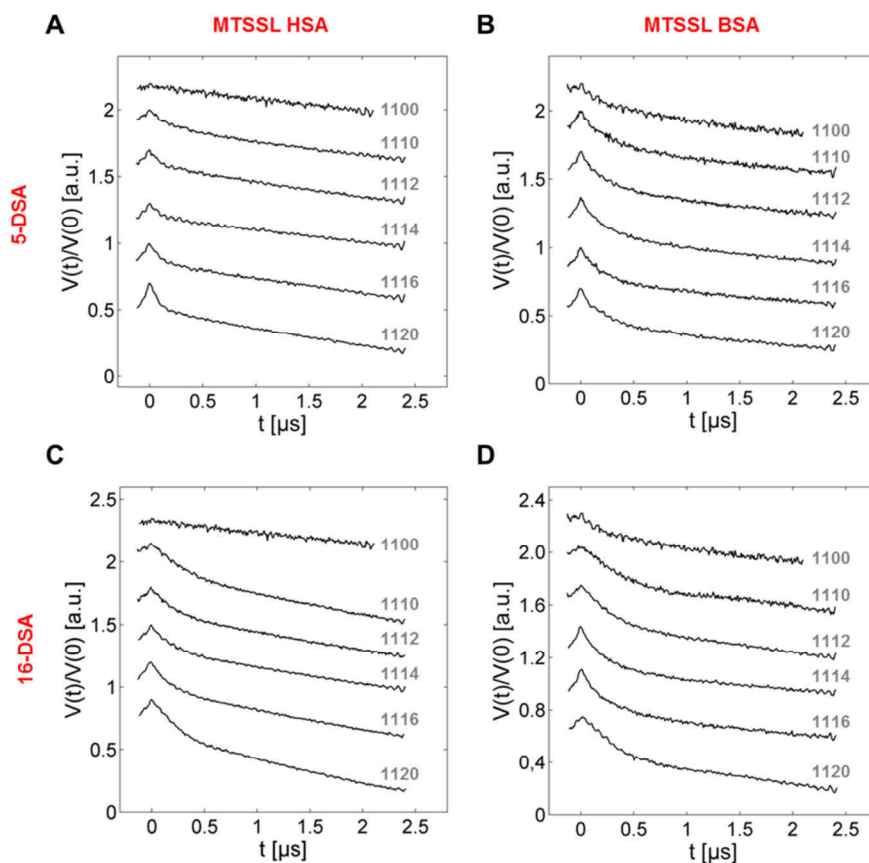 A
MTSSL HSA
B
MTSSL BSA
5-DSA
V(t)/V(0) [a.u.]
2
1.5
1
0.5
0
1100
1110
1112
1114
1116
1120
0 0.5 1 1.5 2 2.5
t [µs]
V(t)/V(0) [a.u.]
2
1.5
1
0.5
0
1100
1110
1112
1114
1116
1120
0 0.5 1 1.5 2 2.5
t [µs]
C
D
16-DSA
V(t)/V(0) [a.u.]
2.5
2
1.5
1
0.5
0
1100
1110
1112
1114
1116
1120
0 0.5 1 1.5 2 2.5
t [µs]
V(t)/V(0) [a.u.]
2.4
2.0
1.6
1.2
0.8
0,4
0
1100
1110
1112
1114
1116
1120
0 0.5 1 1.5 2 2.5
t [µs]